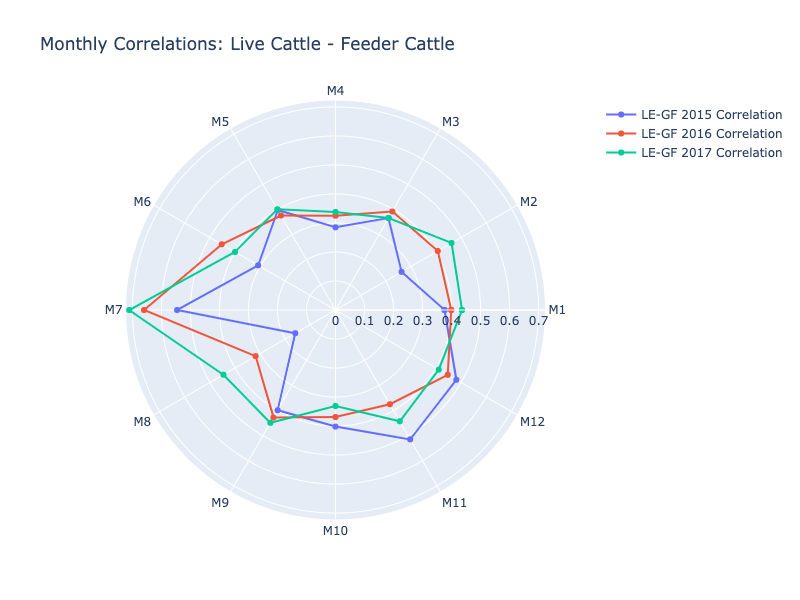 Monthly Correlations: Live Cattle - Feeder Cattle
LE-GF 2015 Correlation
LE-GF 2016 Correlation
LE-GF 2017 Correlation
M4
M5
M3
M6
M2
M7
M1
0 0.1 0.2 0.3 0.4 0.5 0.6 0.7
M8
M12
M9
M11
M10